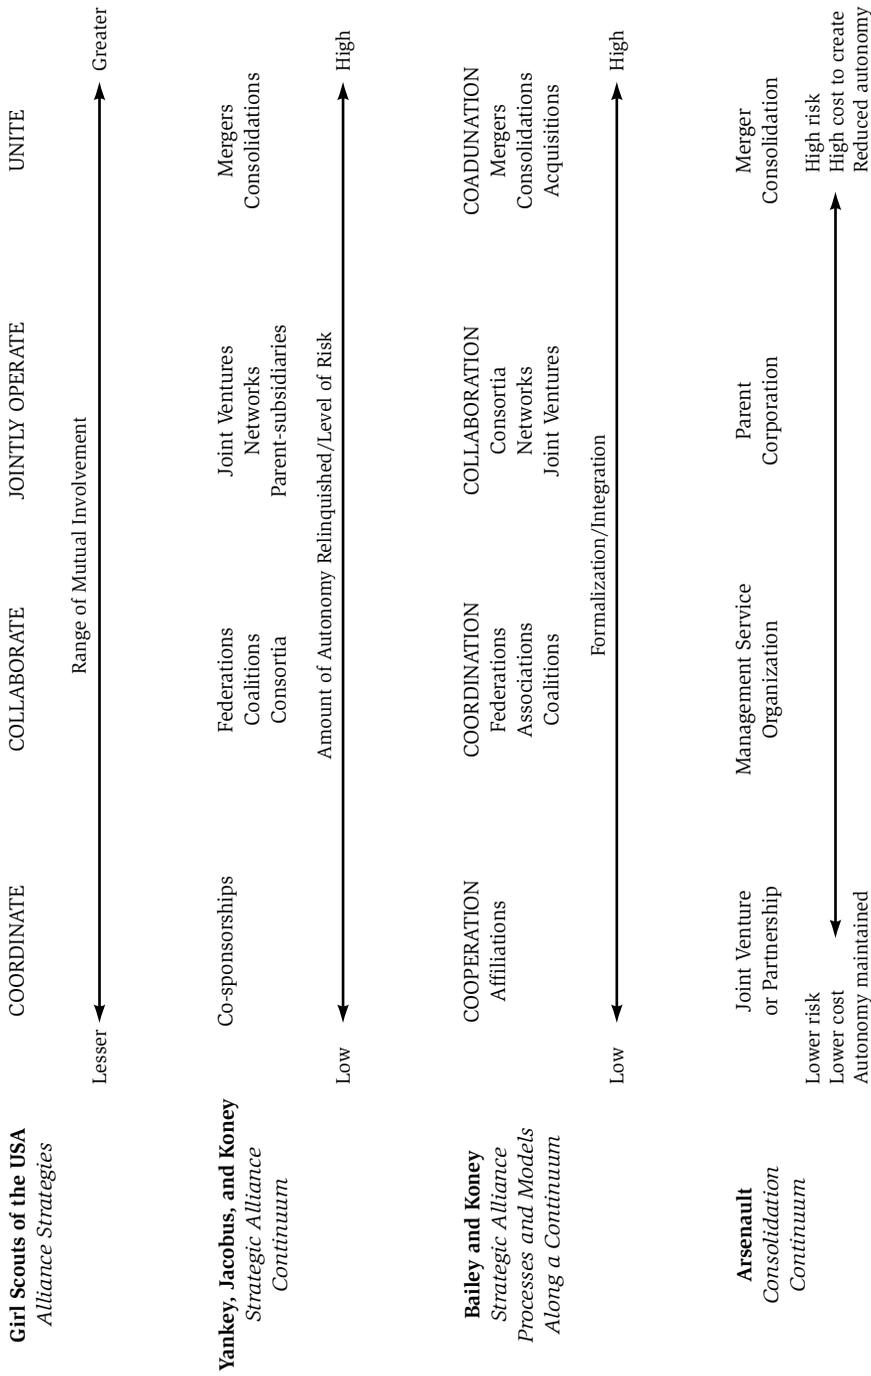 Girl Scouts of the USA
Alliance Strategies
COORDINATE
COLLABORATE
JOINTLY OPERATE
UNITE
Range of Mutual Involvement
Lesser
Greater
Yankey, Jacobus, and Koney
Strategic Alliance
Continuum
Co-sponsorships
Federations
Coalitions
Consortia
Joint Ventures
Networks
Parent-subsidiaries
Mergers
Consolidations
Amount of Autonomy Relinquished/Level of Risk
Low
High
Bailey and Koney
Strategic Alliance
Processes and Models
Along a Continuum
COOPERATION
Affiliations
COORDINATION
Federations
Associations
Coalitions
COLLABORATION
Consortia
Networks
Joint Ventures
COADUNATION
Mergers
Consolidations
Acquisitions
Formalization/Integration
Low
High
Arsenault
Consolidation
Continuum
Joint Venture
or Partnership
Management Service
Organization
Parent
Corporation
Merger
Consolidation
Lower risk
Lower cost
Autonomy maintained
High risk
High cost to create
Reduced autonomy